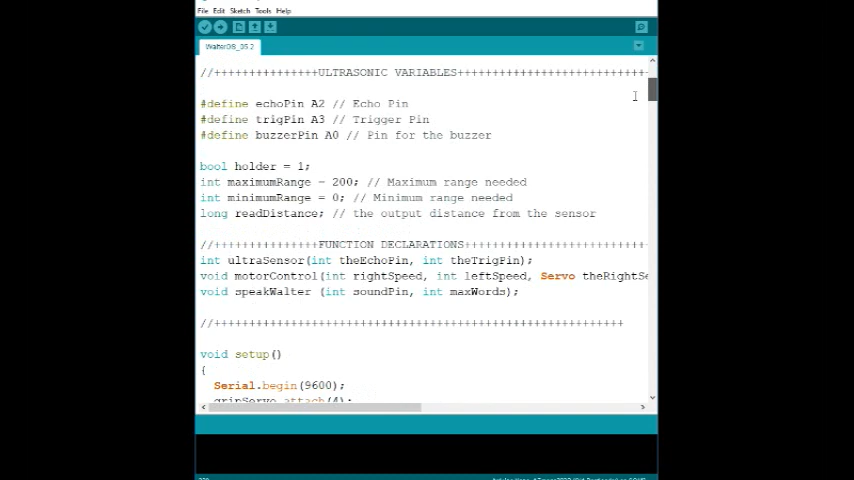 File Edit Sketch Tools Help
WalterOB_05.2
//+++++++++++++++ULTRASONIC VARIABLES+++++++++++++++++++++++++++
#define echoPin A2 // Echo Pin
#define trigPin A3 // Trigger Pin
#define buzzerPin A0 // Pin for the buzzer
bool holder = 1;
int maximumRange = 200; // Maximum range needed
int minimumRange = 0; // Minimum range needed
long readDistance; // the output distance from the sensor
//+++++++++++++++FUNCTION DECLARATIONS++++++++++++++++++++++++++
int ultraSensor(int theEchoPin, int theTrigPin);
void motorControl(int rightSpeed, int leftSpeed, Servo theRightSe
void speakWalter (int soundPin, int maxWords);
//+++++++++++++++++++++++++++++++++++++++++++++++++++++++++++
void setup()
{
Serial.begin(9600);
gripServo.attach(4);